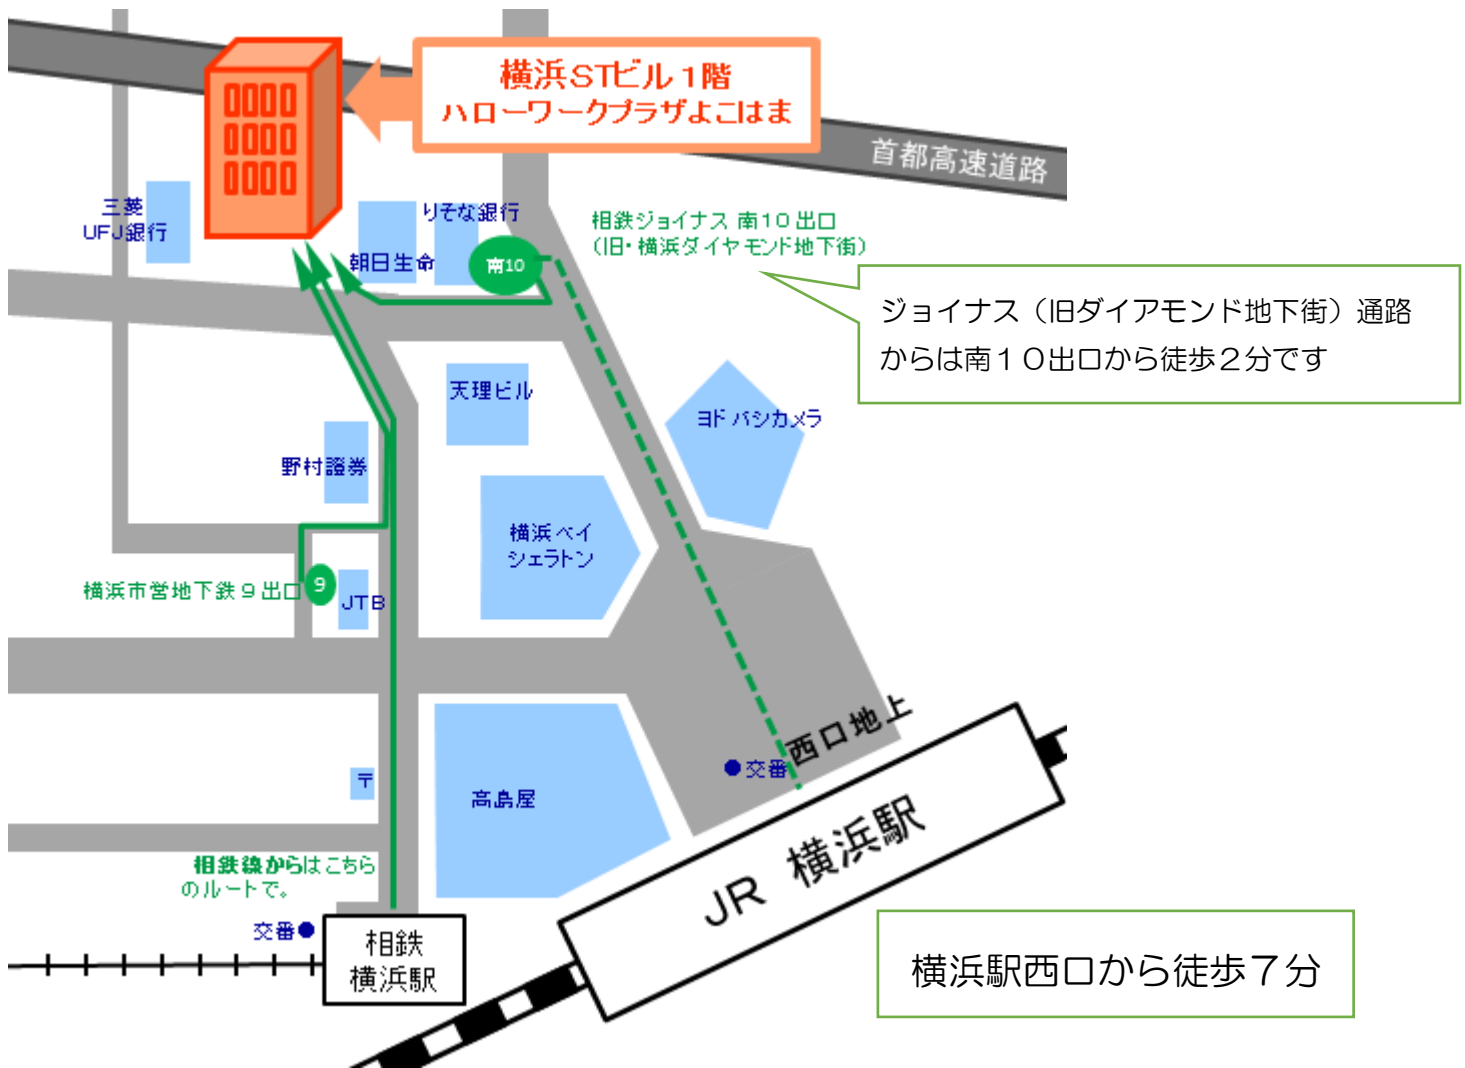 横浜STビル1階
ハローワークプラザよこはま
首都高速道路
三菱
UFJ銀行
りそな銀行
朝日生命
南10
相鉄ジョイナス 南10出口
(旧・横浜ダイヤモンド地下街)
ジョイナス（旧ダイアモンド地下街）通路
からは南１０出口から徒歩２分です
天理ビル
ヨドバシカメラ
野村證券
横浜ベイ
シェラトン
横浜市営地下鉄9出口
9
JTB
西口地上
交番
〒
高島屋
JR 横浜駅
相鉄線からはこちら
のルートで。
交番
相鉄
横浜駅
横浜駅西口から徒歩７分